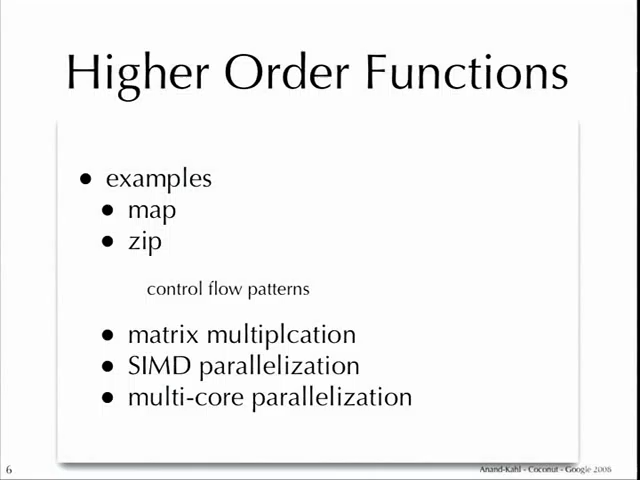 Higher Order Functions
• examples
• map
• zip
control flow patterns
• matrix multiplcation
• SIMD parallelization
• multi-core parallelization
6
Anand-Kahl - Coconut - Google 2008